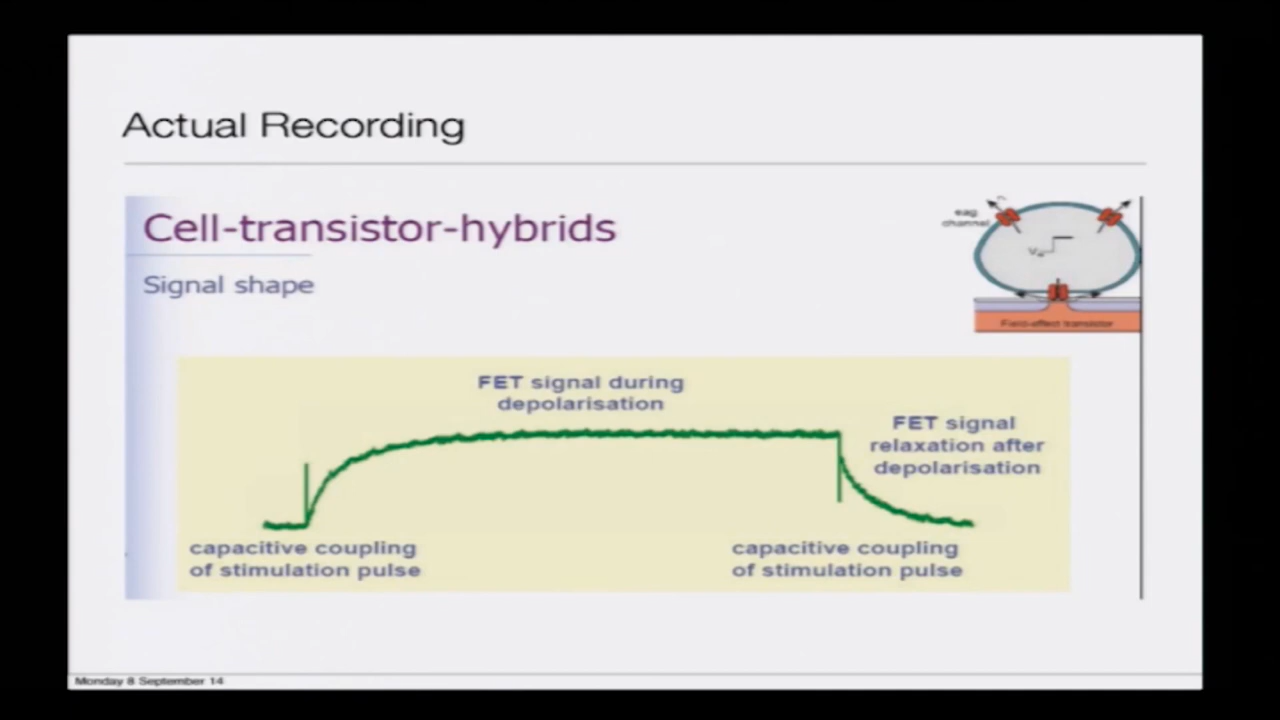 Actual Recording
Cell-transistor-hybrids
Signal shape
eag
channel
Field-effect transistor
FET signal during
depolarisation
FET signal
relaxation after
depolarisation
capacitive coupling
of stimulation pulse
capacitive coupling
of stimulation pulse
Monday 8 September 14